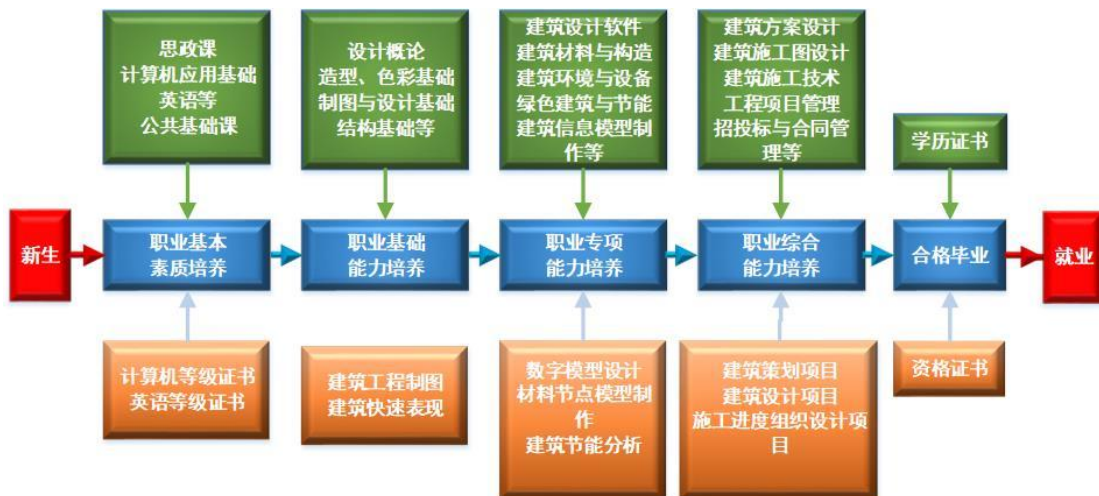 思政课
计算机应用基础
英语等
公共基础课
设计概论
造型、色彩基础
制图与设计基础
结构基础等
建筑设计软件
建筑材料与构造
建筑环境与设备
绿色建筑与节能
建筑信息模型制
作等
建筑方案设计
建筑施工图设计
建筑施工技术
工程项目管理
招投标与合同管
理等
学历证书
新生
职业基本
素质培养
职业基础
能力培养
职业专项
能力培养
职业综合
能力培养
合格毕业
就业
计算机等级证书
英语等级证书
建筑工程制图
建筑快速表现
数字模型设计
材料节点模型制
作
建筑节能分析
建筑策划项目
建筑设计项目
施工进度组织设计项
目
资格证书